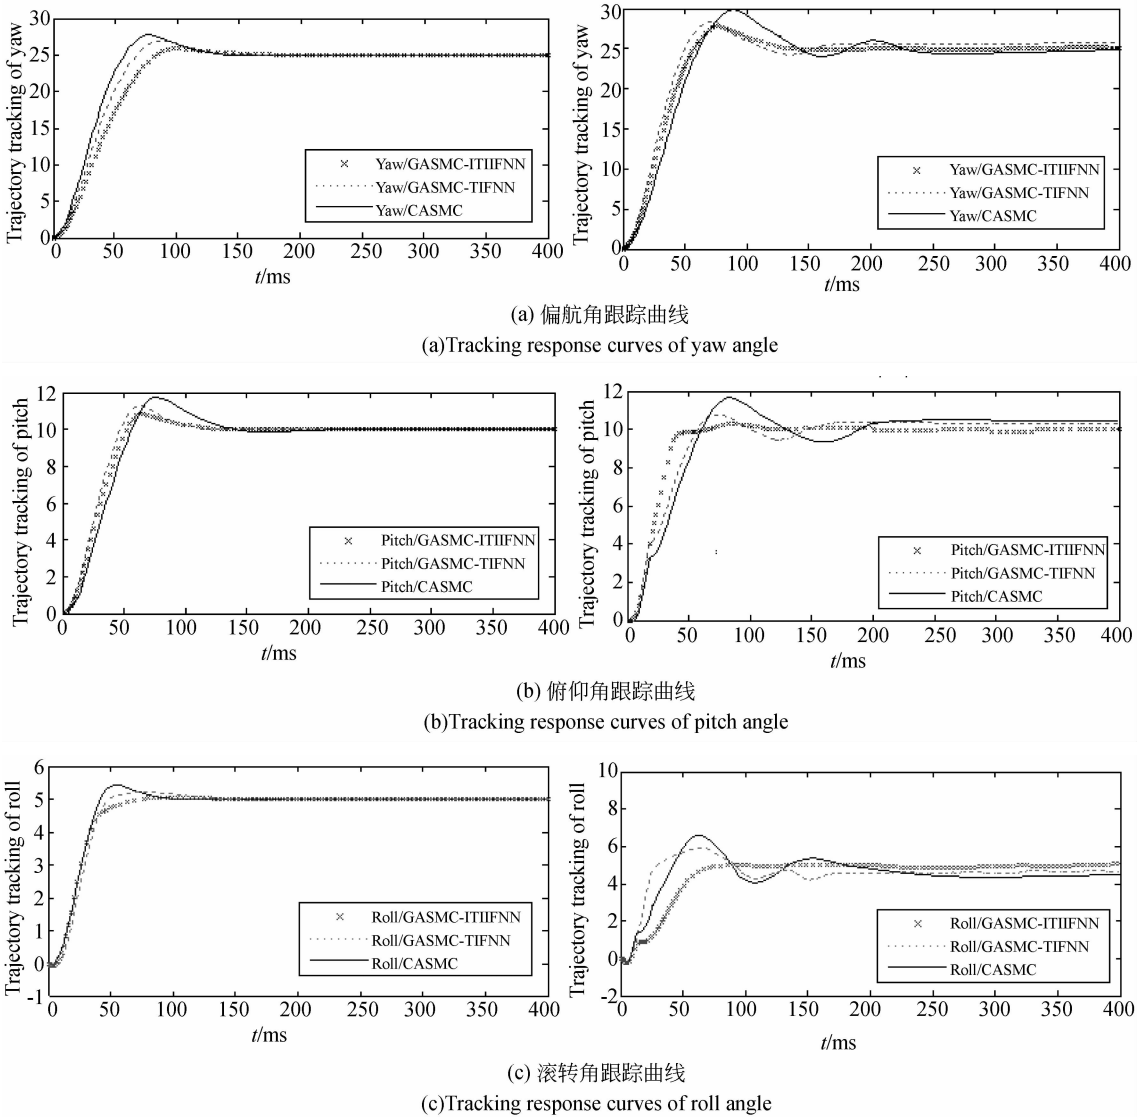 Trajectory tracking of yaw
30
25
20
15
10
5
0
Yaw/GASMC-ITIIFNN
Yaw/GASMC-TIFNN
Yaw/CASMC
0 50 100 150 200 250 300 350 400
t/ms
Trajectory tracking of yaw
30
25
20
15
10
5
0
Yaw/GASMC-ITIIFNN
Yaw/GASMC-TIFNN
Yaw/CASMC
0 50 100 150 200 250 300 350 400
t/ms
(a) 偏航角跟踪曲线
(a)Tracking response curves of yaw angle
Trajectory tracking of pitch
12
10
8
6
4
2
0
Pitch/GASMC-ITIIFNN
Pitch/GASMC-TIFNN
Pitch/CASMC
0 50 100 150 200 250 300 350 400
t/ms
Trajectory tracking of pitch
12
10
8
6
4
2
0
Pitch/GASMC-ITIIFNN
Pitch/GASMC-TIFNN
Pitch/CASMC
0 50 100 150 200 250 300 350 400
t/ms
(b) 俯仰角跟踪曲线
(b)Tracking response curves of pitch angle
Trajectory tracking of roll
6
5
4
3
2
1
0
-1
Roll/GASMC-ITIIFNN
Roll/GASMC-TIFNN
Roll/CASMC
0 50 100 150 200 250 300 350 400
t/ms
Trajectory tracking of roll
10
8
6
4
2
0
-2
Roll/GASMC-ITIIFNN
Roll/GASMC-TIFNN
Roll/CASMC
0 50 100 150 200 250 300 350 400
t/ms
(c) 滚转角跟踪曲线
(c)Tracking response curves of roll angle